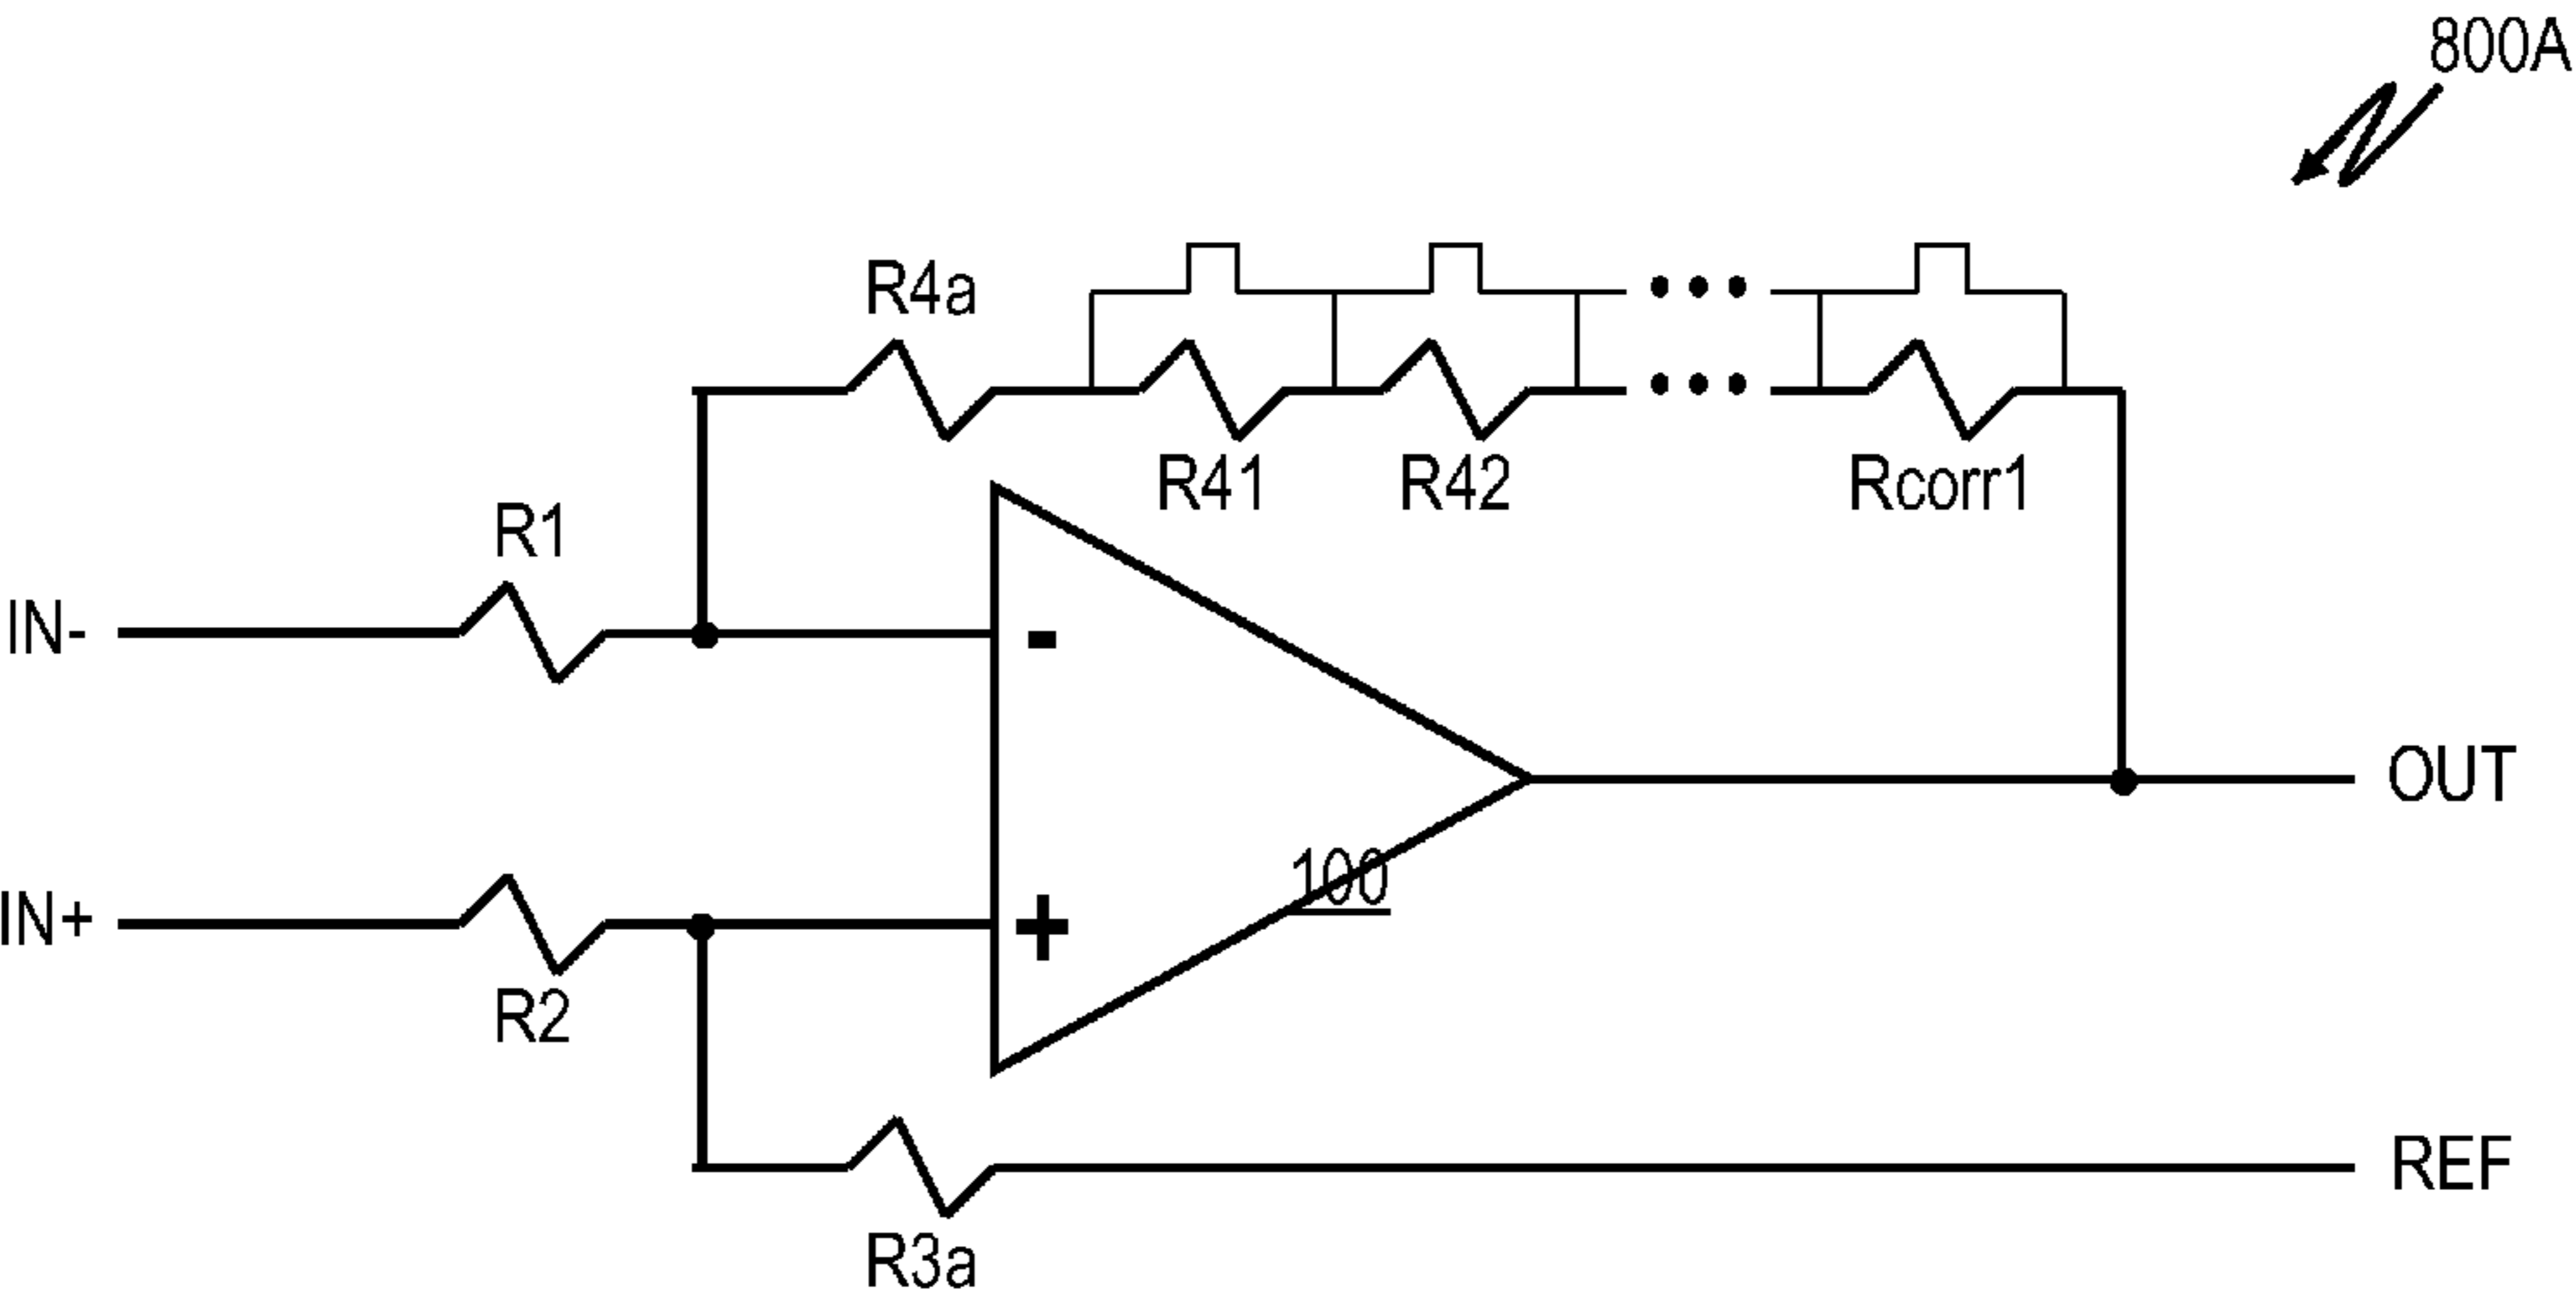 800A
R4a
R41
R42
Rcorr1
R1
IN-
-
OUT
100
IN+
+
R2
REF
R3a